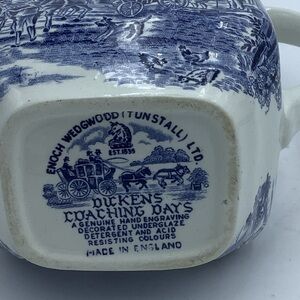 ENOCH WEDGWOOD (TUNSTALL) LTD.
EST. 1835
DICKENS
COACHING DAYS
A GENUINE HAND ENGRAVING
DECORATED UNDERGLAZE
DETERGENT AND ACID
RESISTING COLOURS
MADE IN ENGLAND